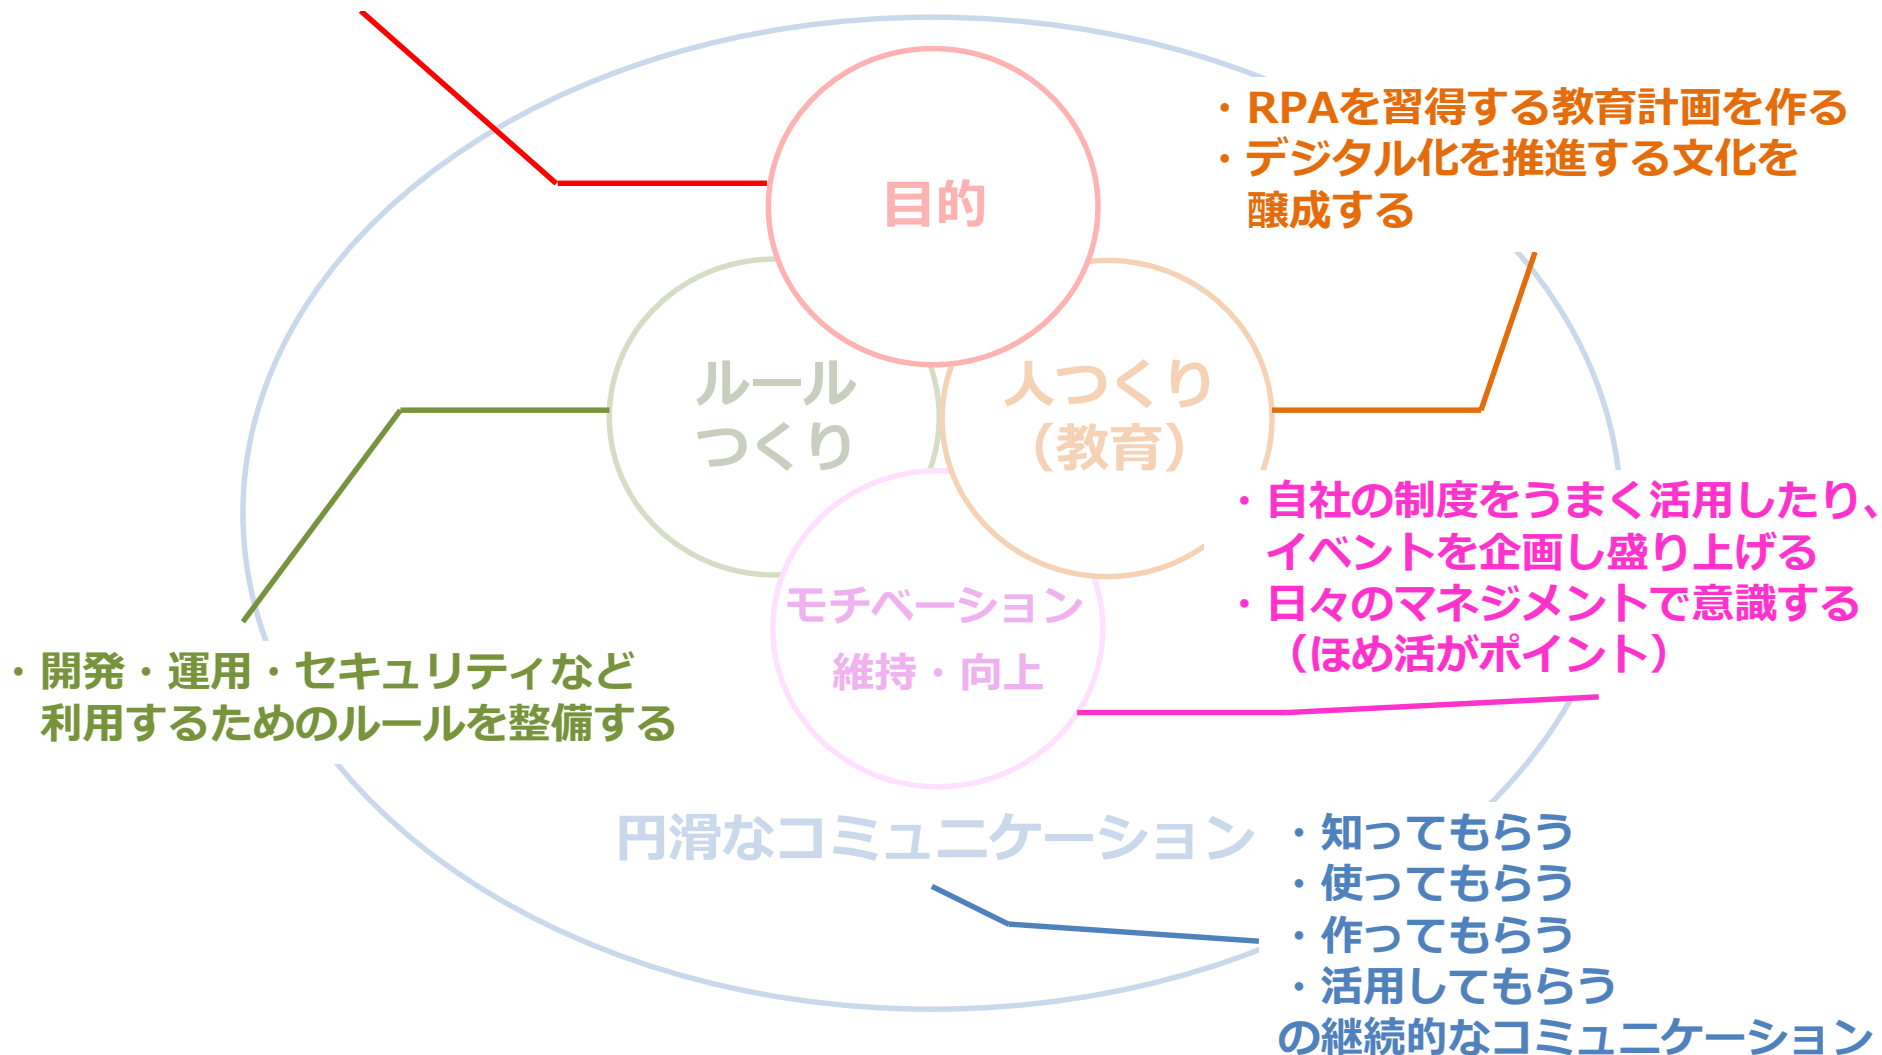 目的
・RPAを習得する教育計画を作る
・デジタル化を推進する文化を
醸成する
ルール
つくり
人つくり
（教育）
・自社の制度をうまく活用したり、
イベントを企画し盛り上げる
・日々のマネジメントで意識する
（ほめ活がポイント）
モチベーション
維持・向上
・開発・運用・セキュリティなど
利用するためのルールを整備する
円滑なコミュニケーション
・知ってもらう
・使ってもらう
・作ってもらう
・活用してもらう
の継続的なコミュニケーション